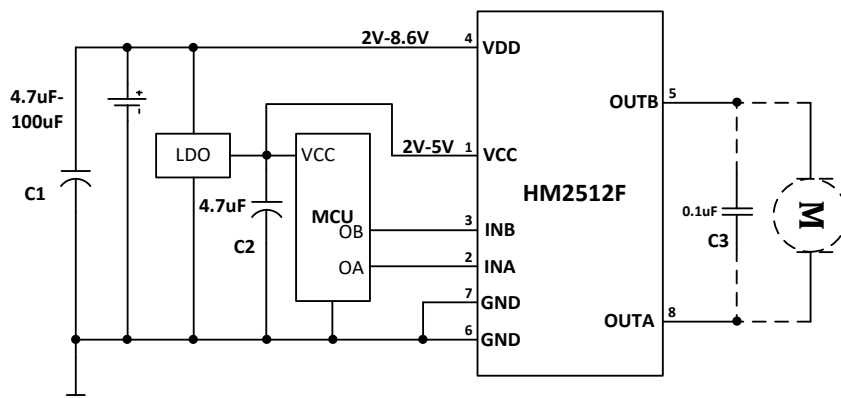 2V-8.6V
4
VDD
4.7uF-
100uF
+
-
OUTB
5
LDO
VCC
2V-5V
1
VCC
HM2512F
C1
4.7uF
MCU
C2
OB
3
INB
0.1uF
C3
M
OA
2
INA
7
GND
OUTA
8
6
GND